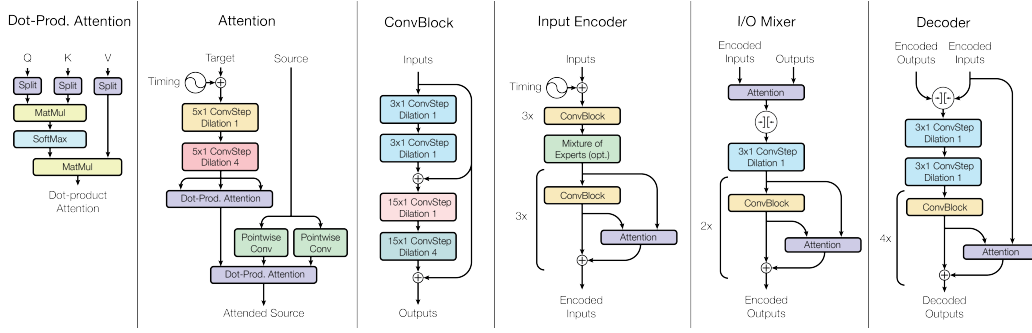 Dot-Prod. Attention
Q K V
Split Split Split
MatMul
SoftMax
MatMul
Dot-product
Attention
Attention
Target Source
Timing
5x1 ConvStep
Dilation 1
5x1 ConvStep
Dilation 4
Dot-Prod. Attention
Pointwise
Conv
Pointwise
Conv
Dot-Prod. Attention
Attended Source
ConvBlock
Inputs
3x1 ConvStep
Dilation 1
3x1 ConvStep
Dilation 1
15x1 ConvStep
Dilation 1
15x1 ConvStep
Dilation 4
Outputs
Input Encoder
Inputs
Timing
3x ConvBlock
Mixture
of Experts (opt.)
3x
ConvBlock
Attention
Encoded
Inputs
I/O Mixer
Encoded
Inputs
Outputs
Attention
3x1 ConvStep
Dilation 1
2x
ConvBlock
Attention
Encoded
Outputs
Decoder
Encoded
Outputs
Encoded
Inputs
3x1 ConvStep
Dilation 1
3x1 ConvStep
Dilation 1
4x
ConvBlock
Attention
Decoded
Outputs